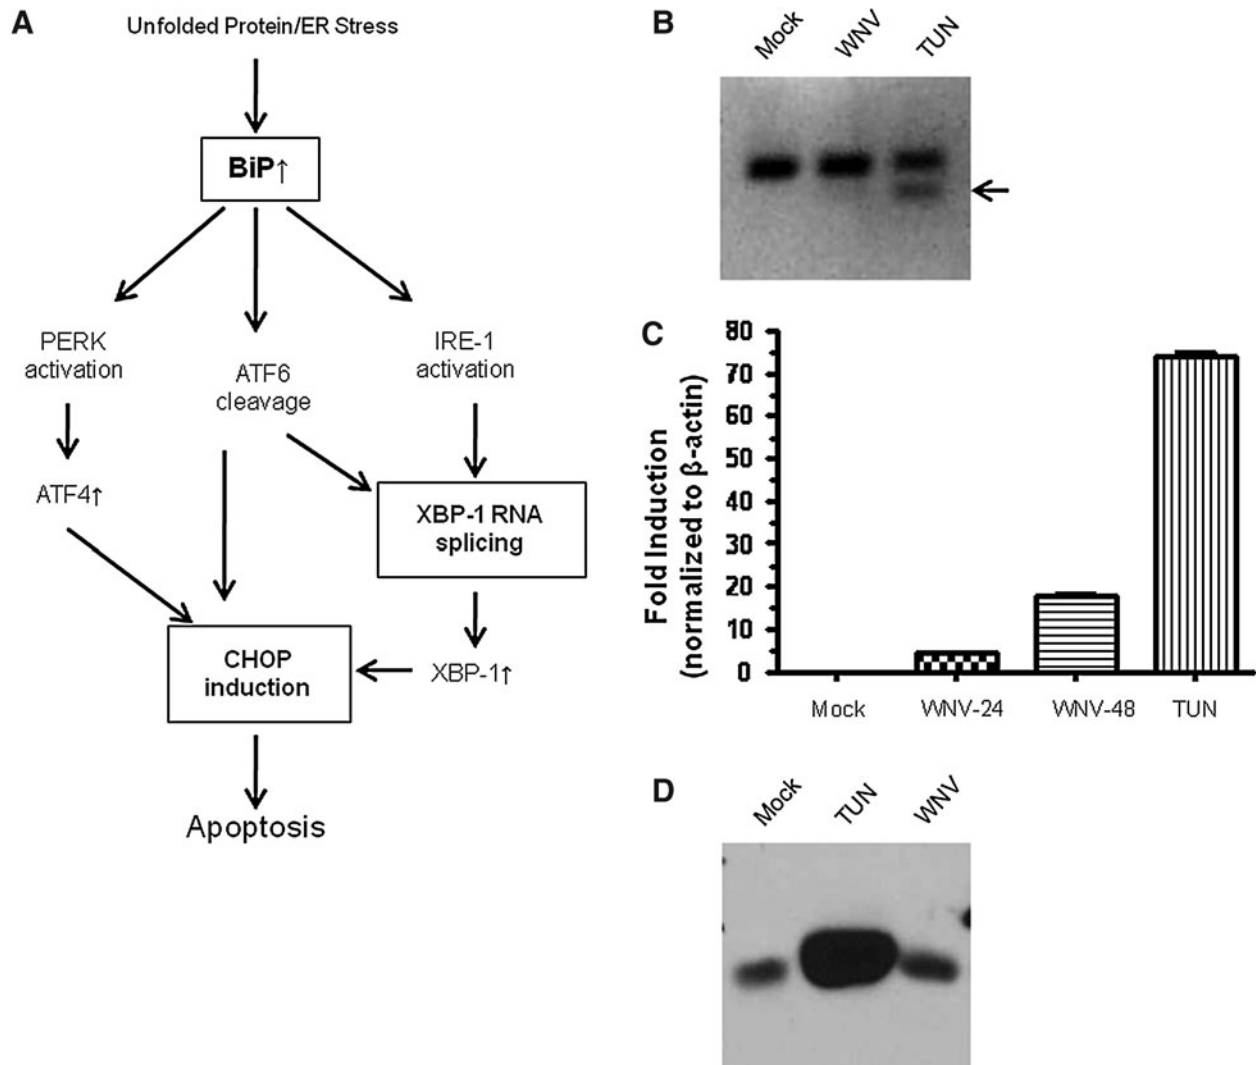 A
Unfolded Protein/ER Stress
BiP↑
PERK
activation
ATF6
cleavage
IRE-1
activation
ATF4↑
XBP-1 RNA
splicing
CHOP
induction
XBP-1↑
Apoptosis
B
Mock
WNV
TUN
C
Fold Induction
(normalized to β-actin)
80
70
60
50
40
30
20
10
0
Mock
WNV-24
WNV-48
TUN
D
Mock
TUN
WNV